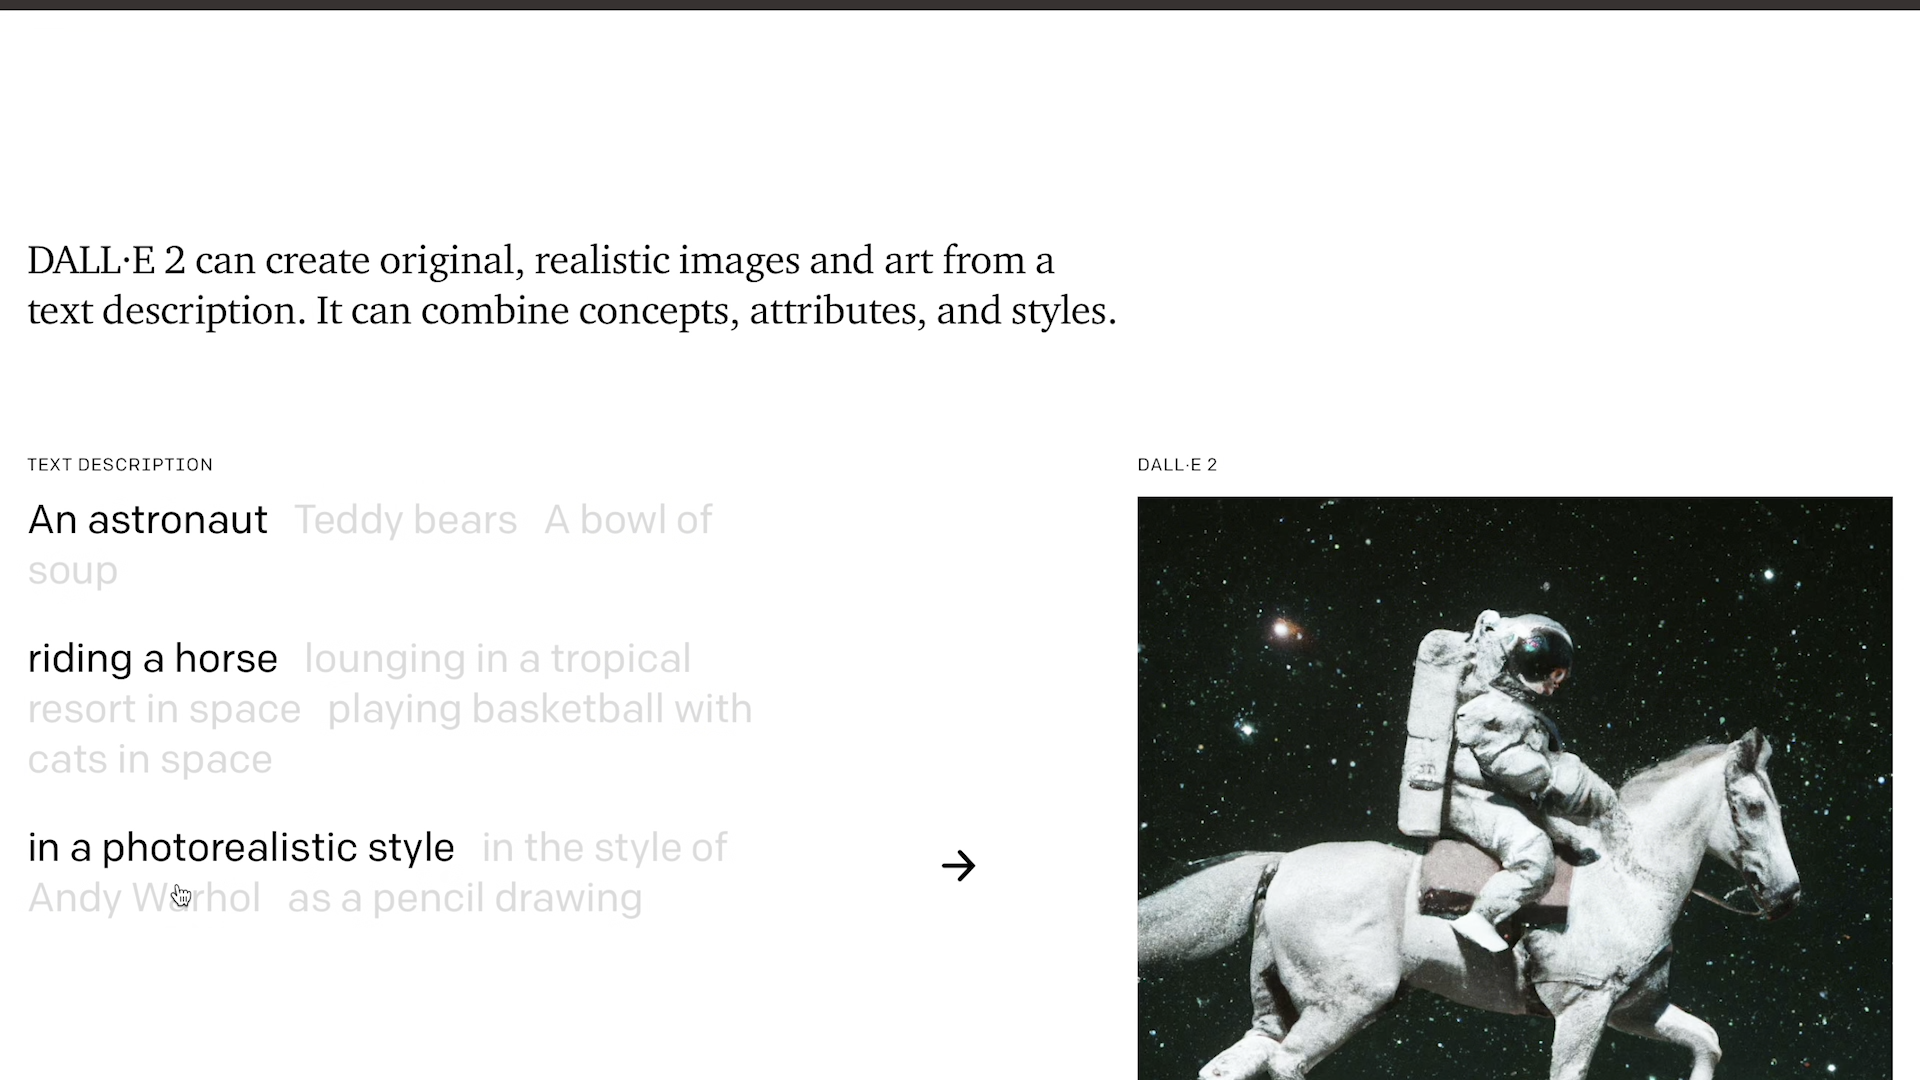 DALL·E 2 can create original, realistic images and art from a
text description. It can combine concepts, attributes, and styles.
TEXT DESCRIPTION
An astronaut Teddy bears A bowl of
soup
riding a horse lounging in a tropical
resort in space playing basketball with
cats in space
in a photorealistic style in the style of
Andy Warhol as a pencil drawing
DALL·E 2